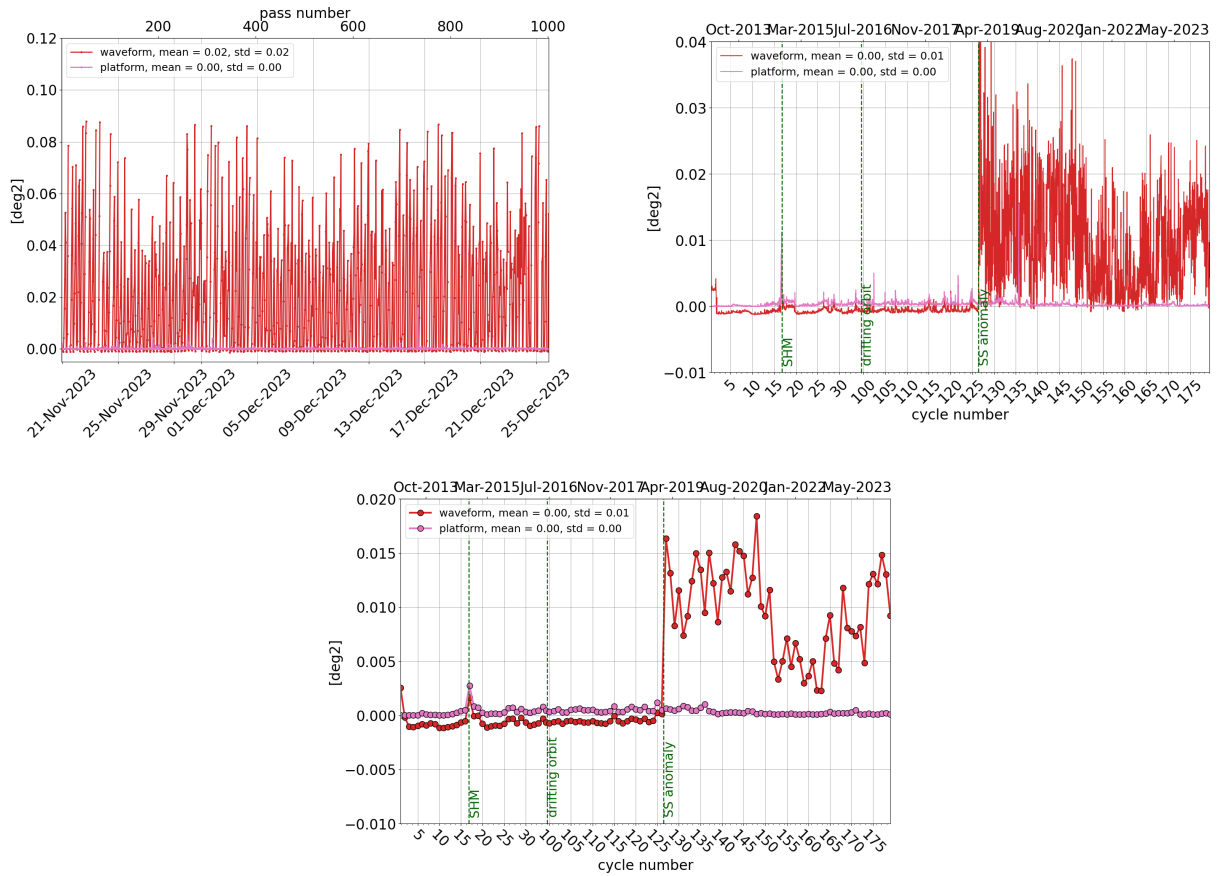 pass number
200 400 600 800 1000
0.12
0.10
0.08
0.06
0.04
0.02
0.00
[deg2]
waveform, mean = 0.02, std = 0.02
platform, mean = 0.00, std = 0.00
21-Nov-2023 25-Nov-2023 29-Nov-2023 01-Dec-2023 05-Dec-2023 09-Dec-2023 13-Dec-2023 17-Dec-2023 21-Dec-2023 25-Dec-2023
Oct-2013 Mar-2015 Jul-2016 Nov-2017 Apr-2019 Aug-2020 Jan-2022 May-2023
0.04
0.03
0.02
0.01
0.00
−0.01
[deg2]
waveform, mean = 0.00, std = 0.01
platform, mean = 0.00, std = 0.00
SHM
drifting orbit
SS anomaly
5 10 15 20 25 30 100 105 110 115 120 125 130 135 140 145 150 155 160 165 170 175
cycle number
Oct-2013 Mar-2015 Jul-2016 Nov-2017 Apr-2019 Aug-2020 Jan-2022 May-2023
0.020
0.015
0.010
0.005
0.000
−0.005
−0.010
[deg2]
waveform, mean = 0.00, std = 0.01
platform, mean = 0.00, std = 0.00
SHM
drifting orbit
SS anomaly
5 10 15 20 25 30 100 105 110 115 120 125 130 135 140 145 150 155 160 165 170 175
cycle number